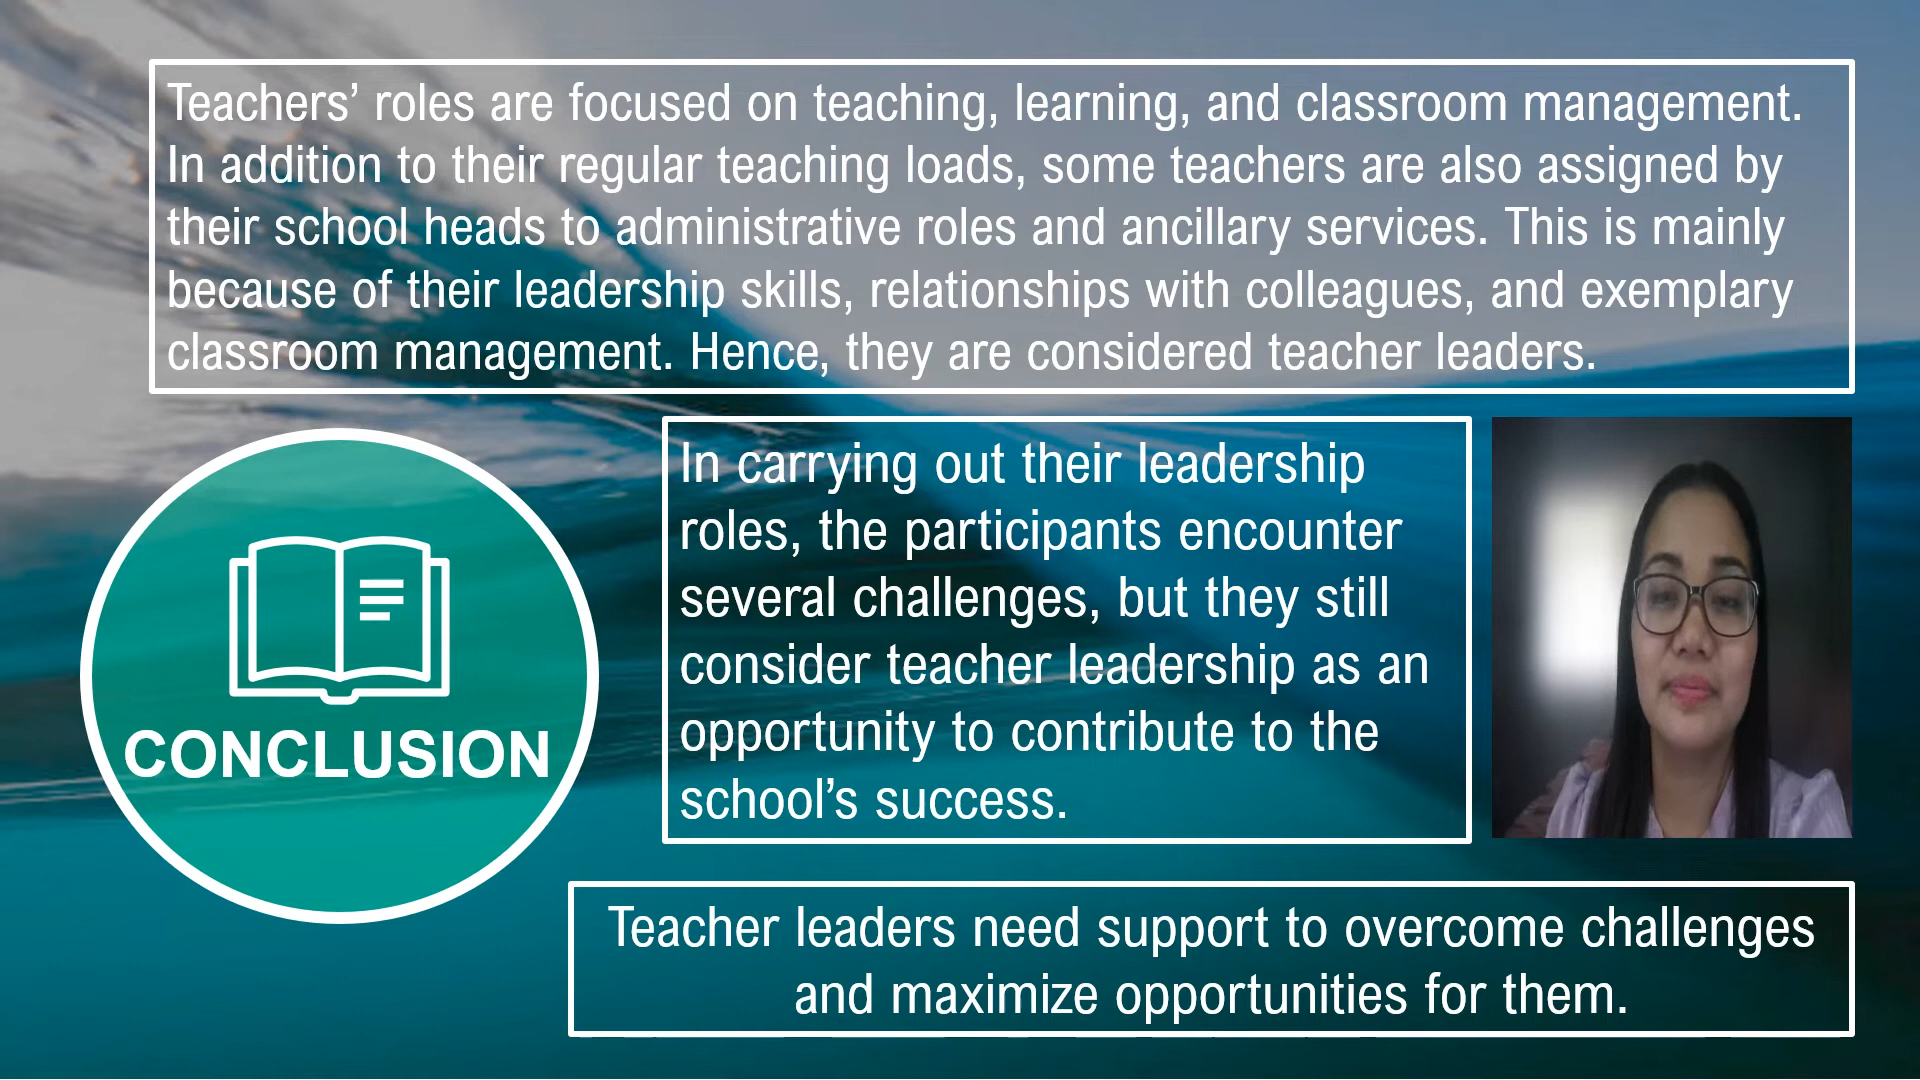 Teachers’ roles are focused on teaching, learning, and classroom management.
In addition to their regular teaching loads, some teachers are also assigned by
their school heads to administrative roles and ancillary services. This is mainly
because of their leadership skills, relationships with colleagues, and exemplary
classroom management. Hence, they are considered teacher leaders.
CONCLUSION
In carrying out their leadership
roles, the participants encounter
several challenges, but they still
consider teacher leadership as an
opportunity to contribute to the
school’s success.
Teacher leaders need support to overcome challenges
and maximize opportunities for them.